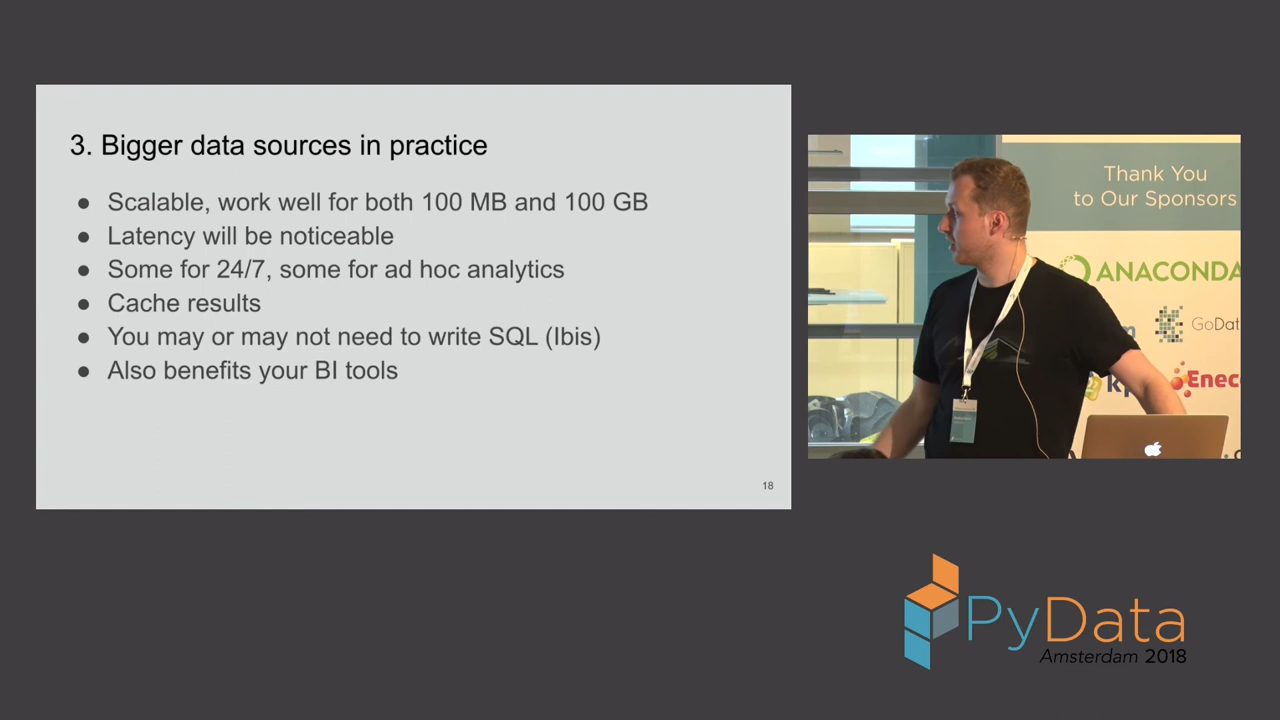 3. Bigger data sources in practice
● Scalable, work well for both 100 MB and 100 GB
● Latency will be noticeable
● Some for 24/7, some for ad hoc analytics
● Cache results
● You may or may not need to write SQL (Ibis)
● Also benefits your BI tools
18
Thank You
to Our Sponsors
ANACONDA
GoDat
Enec
PyData
Amsterdam 2018